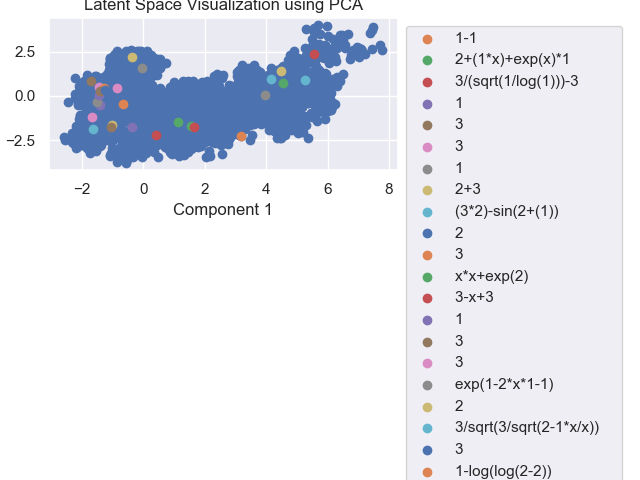 Latent Space Visualization using PCA
2.5
0.0
−2.5
−2 0 2 4 6 8
Component 1
1-1
2+(1*x)+exp(x)*1
3/(sqrt(1/log(1)))-3
1
3
3
1
2+3
(3*2)-sin(2+(1))
2
3
x*x+exp(2)
3-x+3
1
3
3
exp(1-2*x*1-1)
2
3/sqrt(3/sqrt(2-1*x/x))
3
1-log(log(2-2))